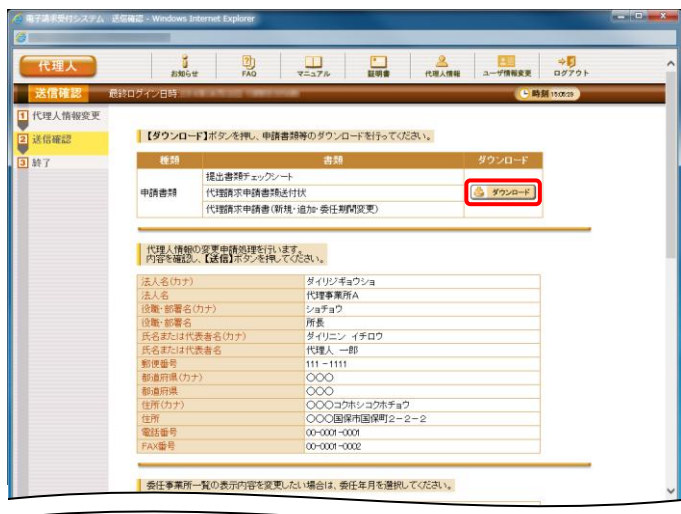 電子請求受付システム 送信確認 - Windows Internet Explorer
代理人
お知らせ FAQ マニュアル 証明書 代理人情報 ユーザ情報変更 ログアウト
送信確認 最終ログイン日時
時刻 15:05:29
1 代理人情報変更
2 送信確認
3 終了
【ダウンロード】ボタンを押し、申請書類等のダウンロードを行ってください。
種類 書類 ダウンロード
申請書類
提出書類チェックシート
代理請求申請書類送付状
代理請求申請書(新規・追加・委任期間変更)
ダウンロード
代理人情報の変更申請処理を行います。
内容を確認し、【送信】ボタンを押してください。
法人名(カナ) ダイリジギョウショ
法人名 代理事業所A
役職・部署名(カナ) ショチョウ
役職・部署名 所長
氏名または代表者名(カナ) ダイリニン イチロウ
氏名または代表者名 代理人 一郎
郵便番号 111-1111
都道府県(カナ) ○○○
都道府県 ○○○
住所(カナ) ○○○コクホシコクホチョウ
住所 ○○○国保市国保町2-2-2
電話番号 00-0001-0001
FAX番号 00-0001-0002
委任事業所一覧の表示内容を変更したい場合は、委任年月を選択してください。